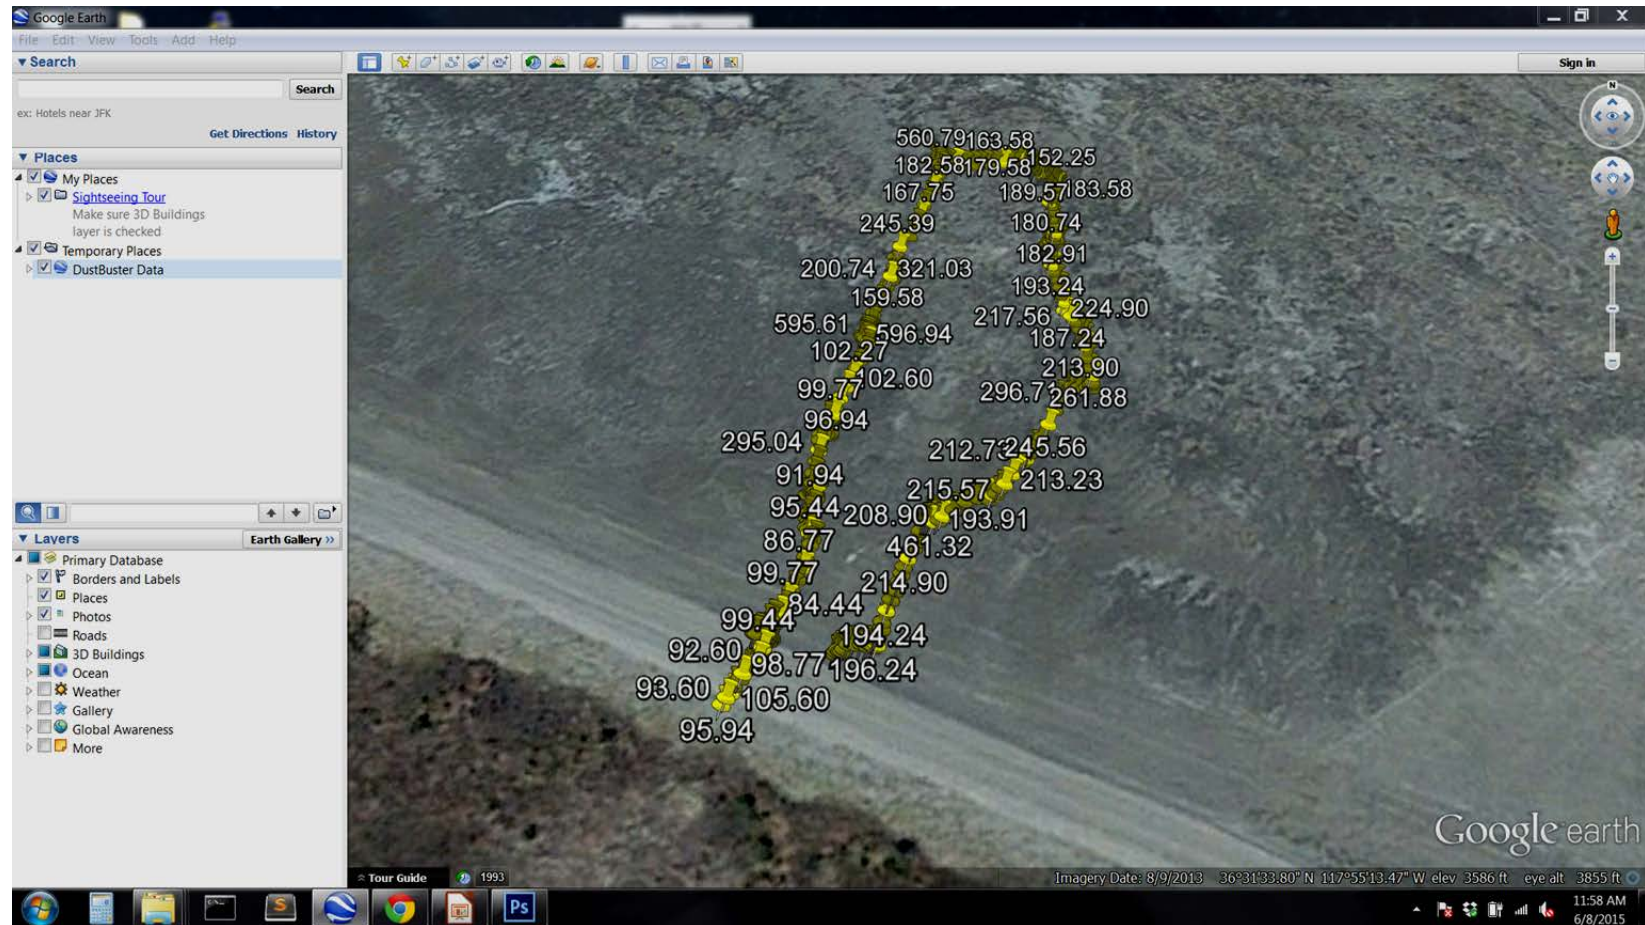 Google Earth
File Edit View Tools Add Help
Search
Search
ex: Hotels near JFK
Get Directions History
Places
My Places
Sightseeing Tour
Make sure 3D Buildings
layer is checked
Temporary Places
DustBuster Data
Layers
Earth Gallery »
Primary Database
Borders and Labels
Places
Photos
Roads
3D Buildings
Ocean
Weather
Gallery
Global Awareness
More
Sign in
N
560.79 163.58
182.58 179.58 152.25
167.75 189.57 183.58
245.39 180.74
182.91
200.74 321.03
193.24
159.58
217.56 224.90
595.61 596.94
187.24
102.27
213.90
99.77 102.60
296.71 261.88
96.94
295.04
212.73 245.56
91.94
213.23
215.57
95.44 208.90 193.91
86.77 461.32
99.77 214.90
84.44
99.44 194.24
92.60 98.77 196.24
93.60 105.60
95.94
Google earth
Tour Guide 1993
Imagery Date: 8/9/2013 36°31'33.80" N 117°55'13.47" W elev 3586 ft eye alt 3855 ft
S
Ps
11:58 AM
6/8/2015